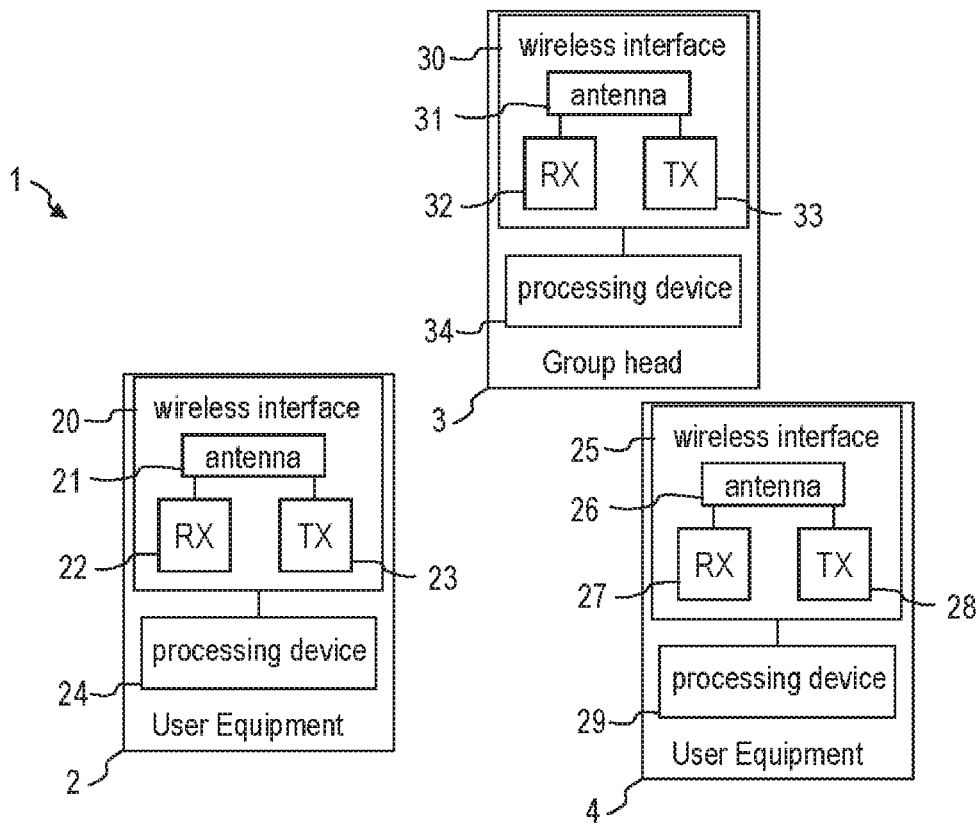 1
30
wireless interface
antenna
31
RX
TX
32
33
processing device
34
Group head
3
20
wireless interface
antenna
21
RX
TX
22
23
processing device
24
User Equipment
2
25
wireless interface
antenna
26
RX
TX
27
28
processing device
29
User Equipment
4